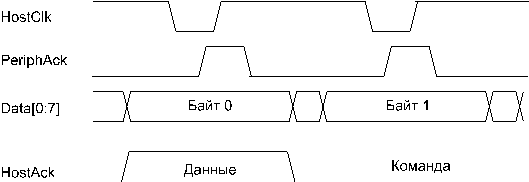 HostClk
PeriphAck
Data[0:7]
Байт 0
Байт 1
HostAck
Данные
Команда